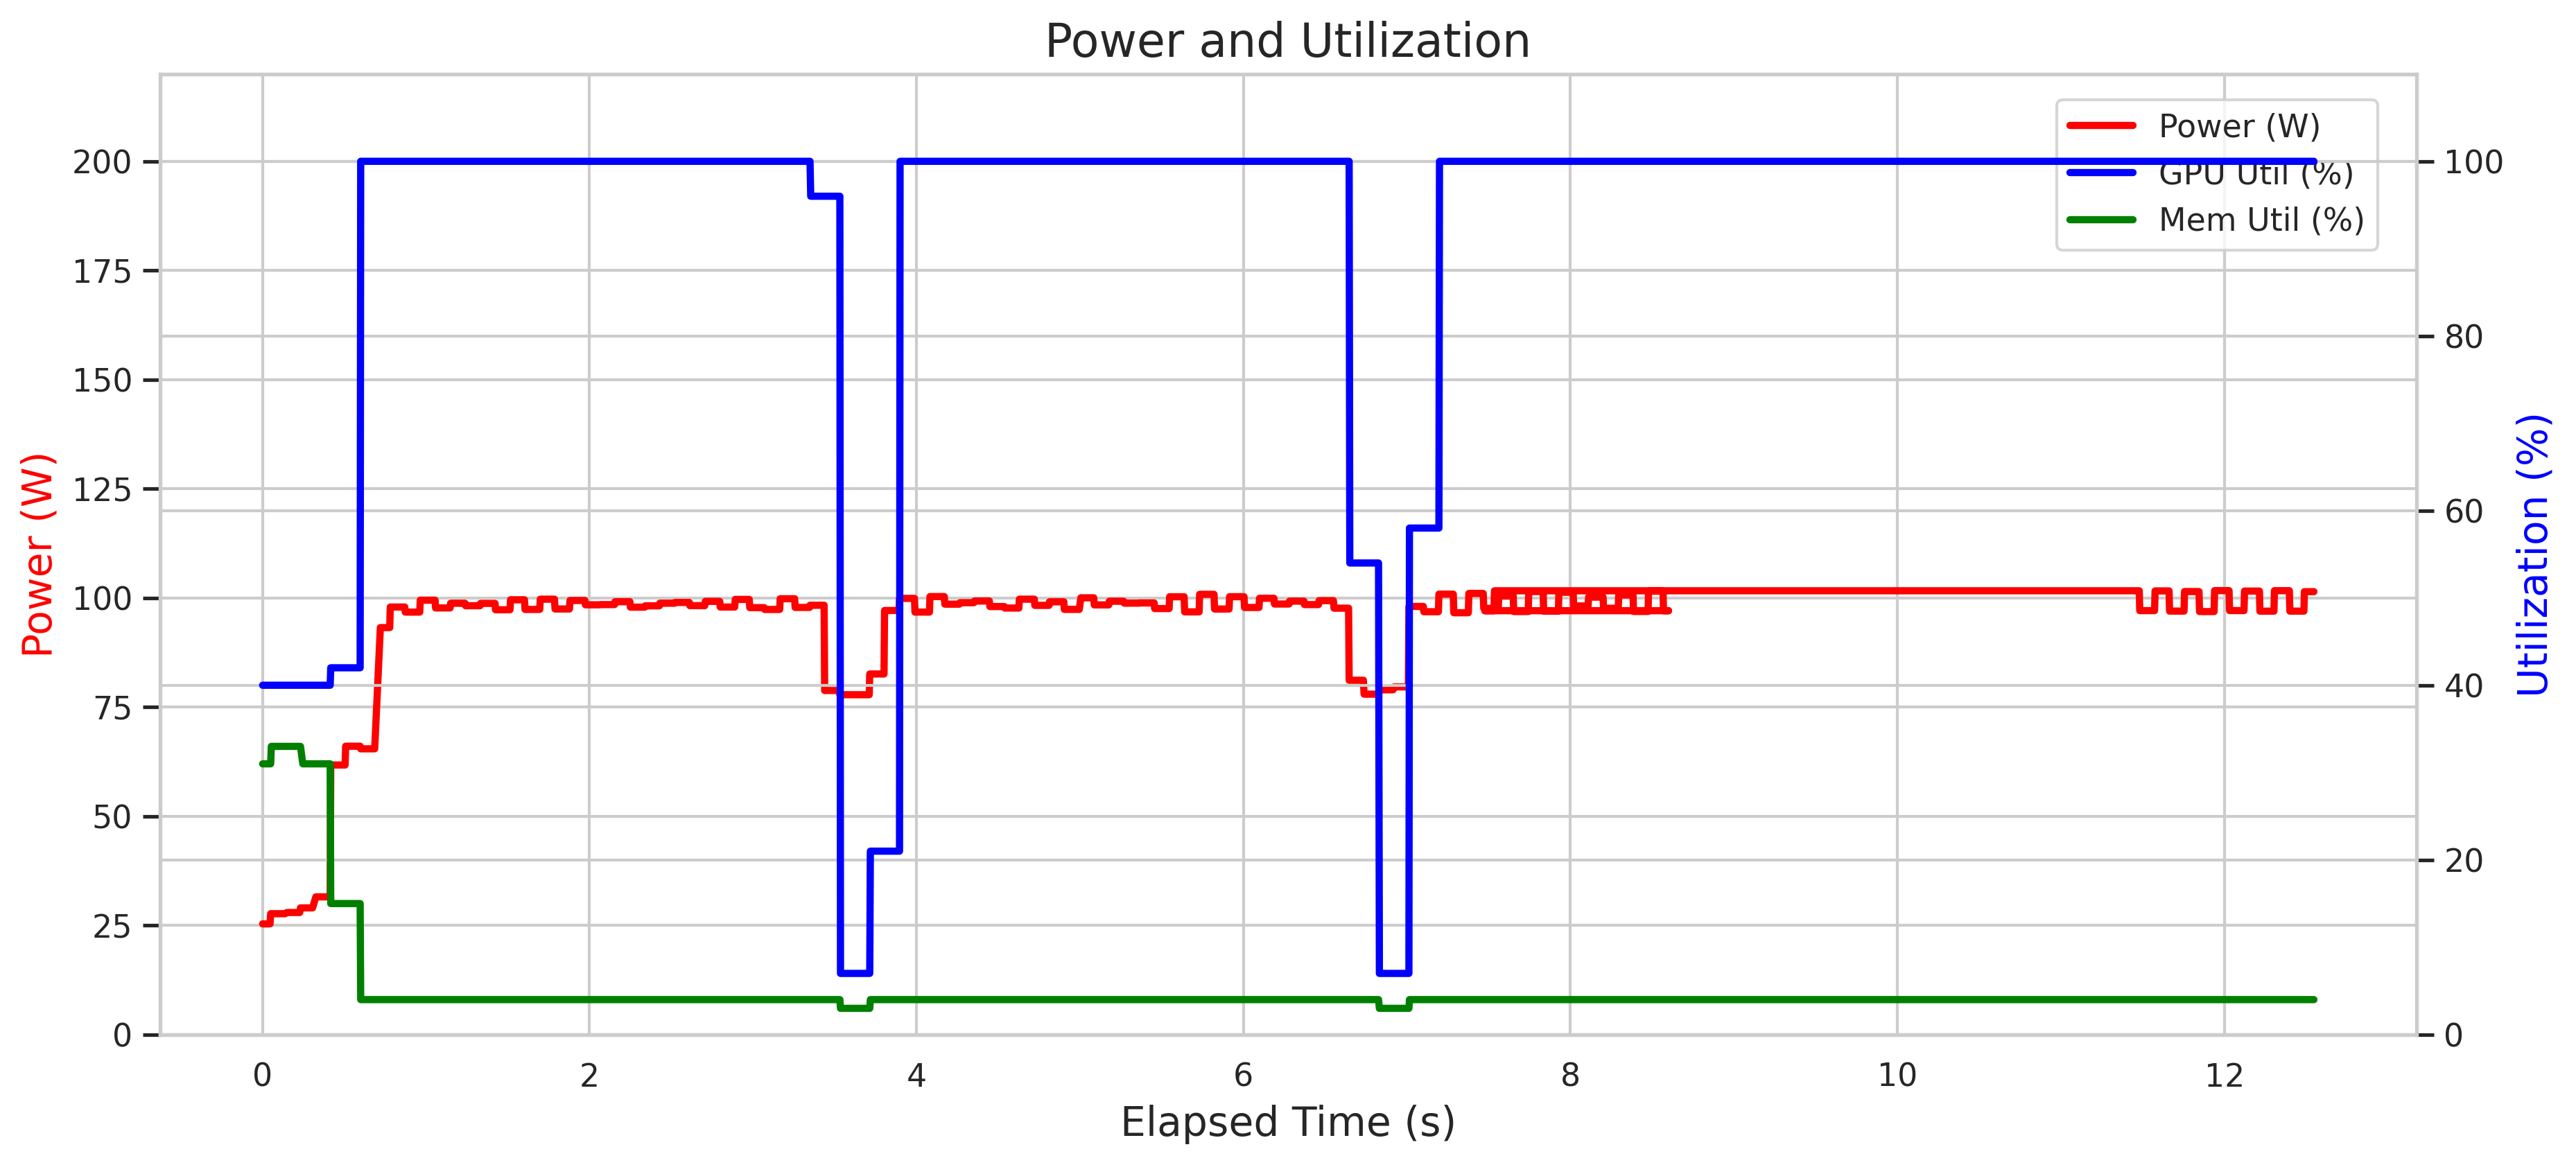 Power and Utilization
Power (W)
GPU Util (%)
Mem Util (%)
200
175
150
125
100
75
50
25
0
Power (W)
100
80
60
40
20
0
Utilization (%)
0 2 4 6 8 10 12
Elapsed Time (s)